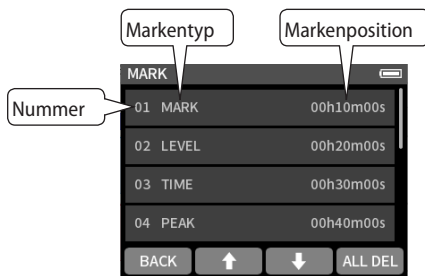 Markentyp
Markenposition
Nummer
MARK
01 MARK 00h10m00s
02 LEVEL 00h20m00s
03 TIME 00h30m00s
04 PEAK 00h40m00s
BACK ALL DEL